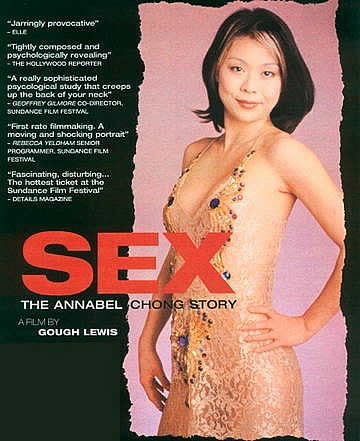 “Jarringly provocative”
– ELLE
“Tightly composed and
psychologically revealing”
– THE HOLLYWOOD REPORTER
“A really sophisticated
psycological study that creeps
up the back of your neck”
– GEOFFREY GILMORE CO-DIRECTOR,
SUNDANCE FILM FESTIVAL
“First rate filmmaking. A
moving and shocking portrait”
– REBECCA YELDHAM SENIOR
PROGRAMMER, SUNDANCE FILM
FESTIVAL
“Fascinating, disturbing...
The hottest ticket at the
Sundance Film Festival”
– DETAILS MAGAZINE
SEX
THE ANNABEL CHONG STORY
A FILM BY
GOUGH LEWIS